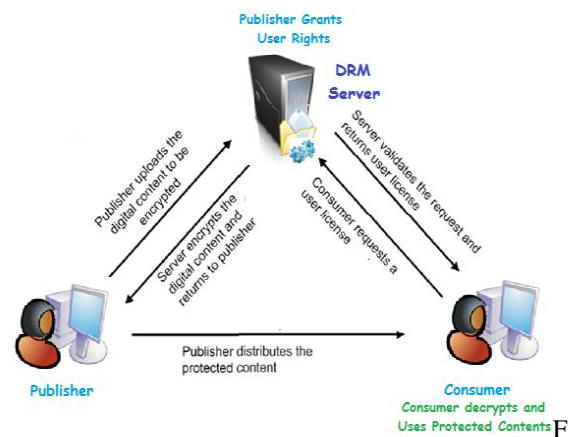 Publisher Grants
User Rights
DRM
Server
Publisher uploads the
digital content to be
encrypted
Server encrypts the
digital content and
returns to publisher
Consumer requests a
user license
Server validates the request and
returns user license
Publisher distributes the
protected content
Publisher
Consumer
Consumer decrypts and
Uses Protected Contents F